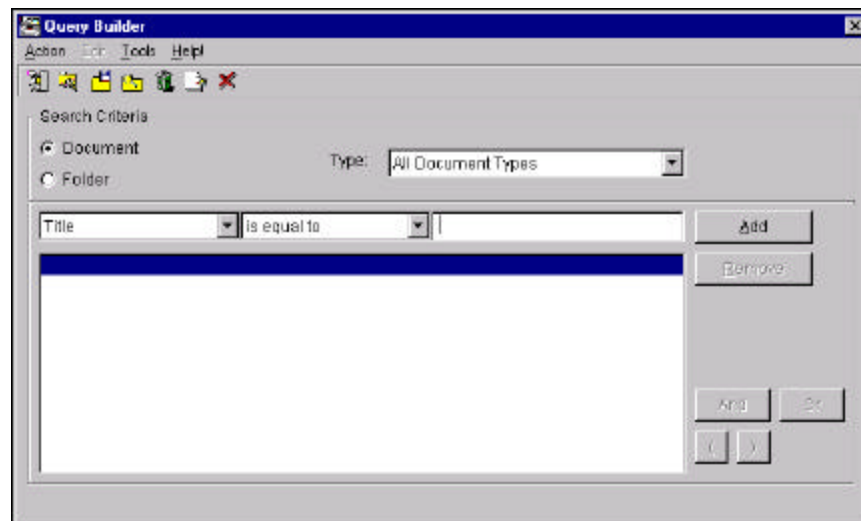 Query Builder
Action Edit Tools Help!
Search Criteria
Document
Folder
Type: All Document Types
Title is equal to Add
Remove
And Or
( )